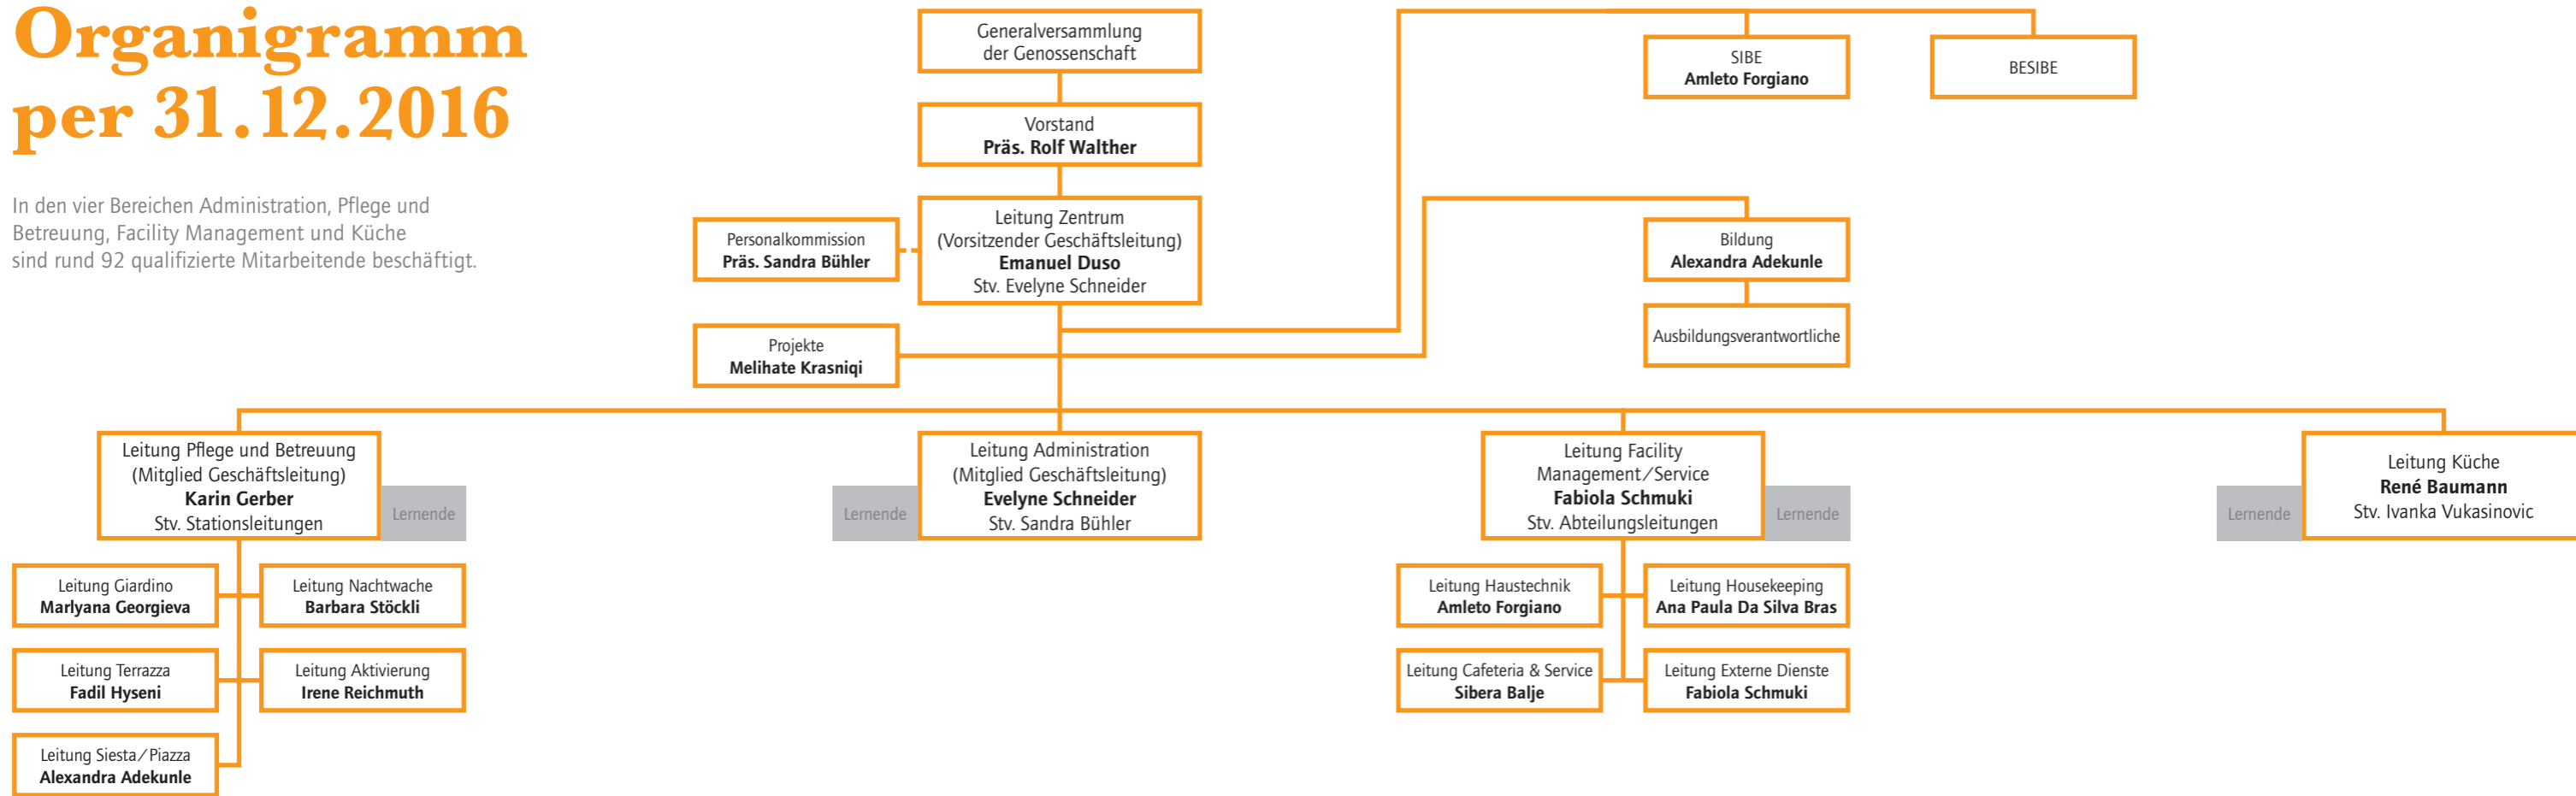 Organigramm
per 31.12.2016
In den vier Bereichen Administration, Pflege und
Betreuung, Facility Management und Küche
sind rund 92 qualifizierte Mitarbeitende beschäftigt.
Generalversammlung
der Genossenschaft
Vorstand
Präs. Rolf Walther
Leitung Zentrum
(Vorsitzender Geschäftsleitung)
Emanuel Duso
Stv. Evelyne Schneider
Personalkommission
Präs. Sandra Bühler
Projekte
Melihate Krasniqi
SIBE
Amleto Forgiano
BESIBE
Bildung
Alexandra Adekunle
Ausbildungsverantwortliche
Leitung Pflege und Betreuung
(Mitglied Geschäftsleitung)
Karin Gerber
Stv. Stationsleitungen
Lernende
Leitung Giardino
Marlyana Georgieva
Leitung Nachtwache
Barbara Stöckli
Leitung Terrazza
Fadil Hyseni
Leitung Aktivierung
Irene Reichmuth
Leitung Siesta/Piazza
Alexandra Adekunle
Lernende
Leitung Administration
(Mitglied Geschäftsleitung)
Evelyne Schneider
Stv. Sandra Bühler
Leitung Facility
Management/Service
Fabiola Schmuki
Stv. Abteilungsleitungen
Lernende
Leitung Haustechnik
Amleto Forgiano
Leitung Housekeeping
Ana Paula Da Silva Bras
Leitung Cafeteria & Service
Sibera Balje
Leitung Externe Dienste
Fabiola Schmuki
Lernende
Leitung Küche
René Baumann
Stv. Ivanka Vukasinovic